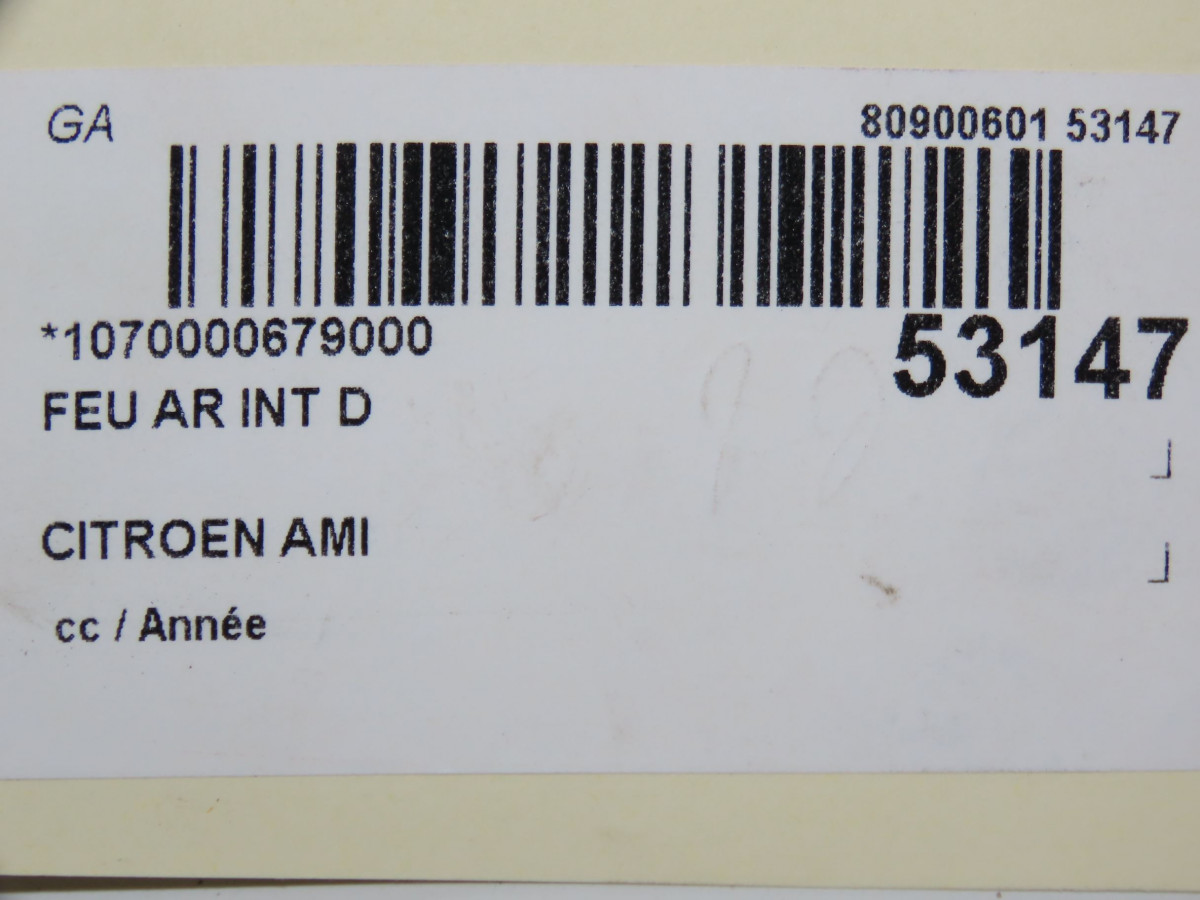 GA
80900601 53147
*1070000679000
53147
FEU AR INT D
CITROEN AMI
cc / Année